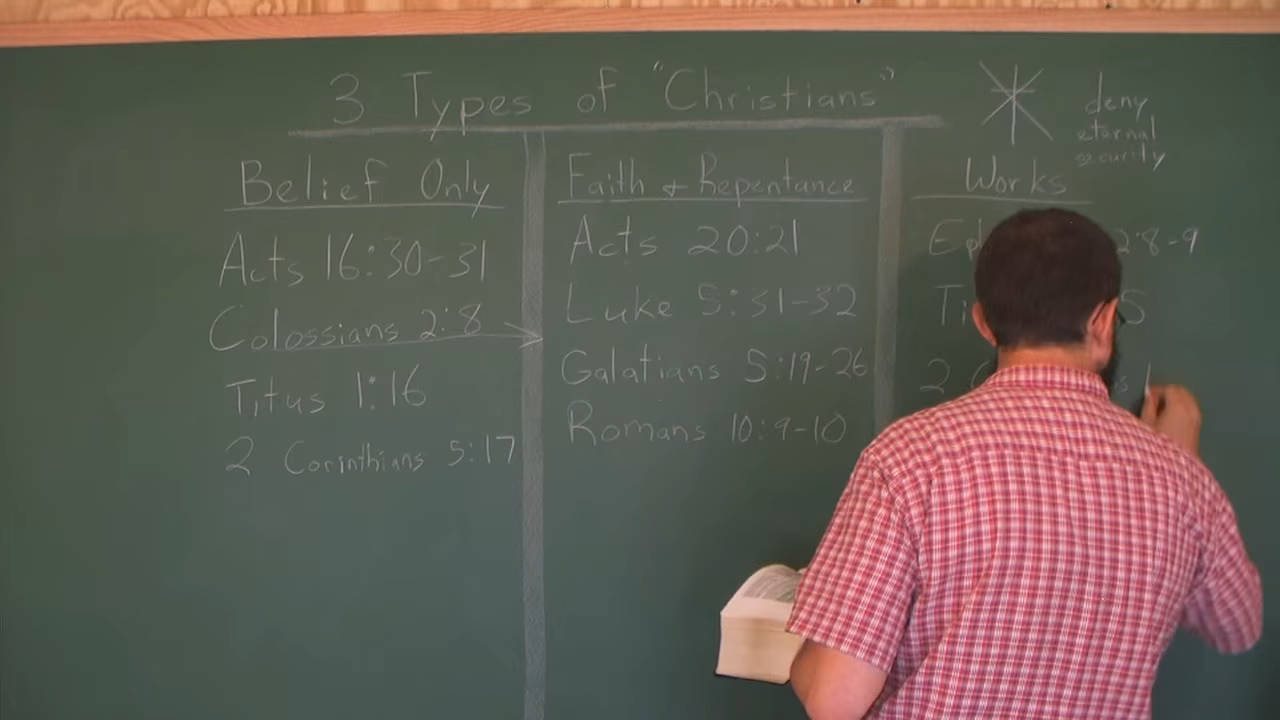 3 Types of "Christians"
deny
eternal
security
Belief Only
Acts 16:30-31
Colossians 2:8
Titus 1:16
2 Corinthians 5:17
Faith & Repentance
Acts 20:21
Luke 5:31-32
Galatians 5:19-26
Romans 10:9-10
Works
2:8-9
5
2